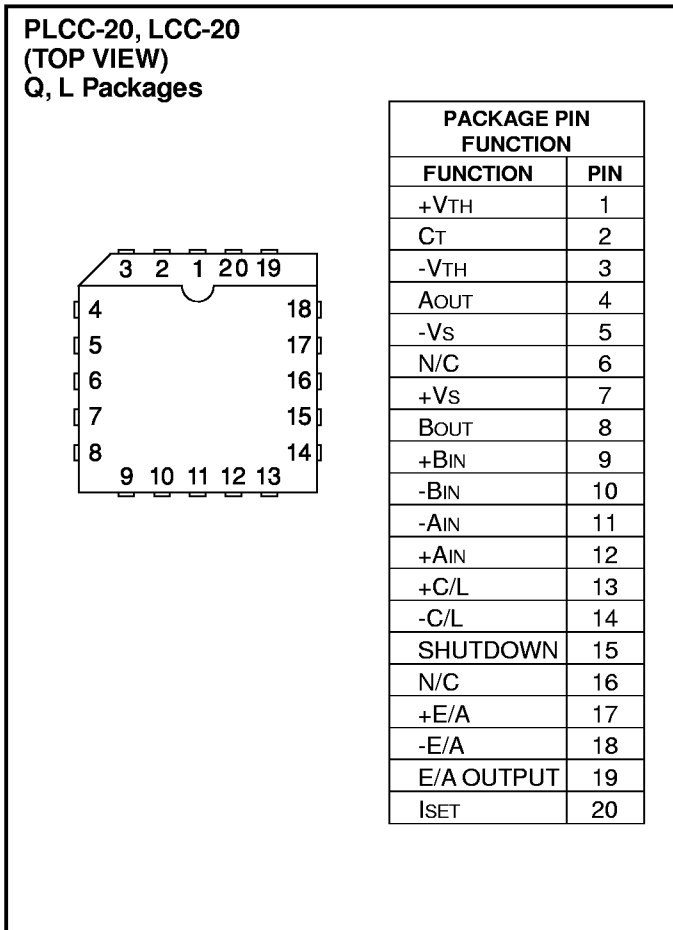 PLCC-20, LCC-20
(TOP VIEW)
Q, L Packages
3 2 1 20 19
4 18
5 17
6 16
7 15
8 14
9 10 11 12 13
PACKAGE PIN
FUNCTION
FUNCTION PIN
+VTH 1
CT 2
-VTH 3
AOUT 4
-VS 5
N/C 6
+VS 7
BOUT 8
+BIN 9
-BIN 10
-AIN 11
+AIN 12
+C/L 13
-C/L 14
SHUTDOWN 15
N/C 16
+E/A 17
-E/A 18
E/A OUTPUT 19
ISET 20